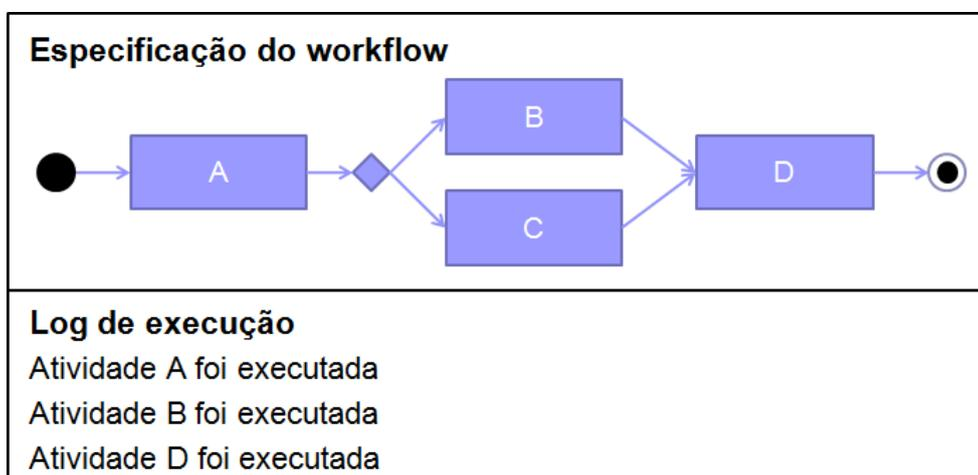 Especificação do workflow
B
A
D
C
Log de execução
Atividade A foi executada
Atividade B foi executada
Atividade D foi executada